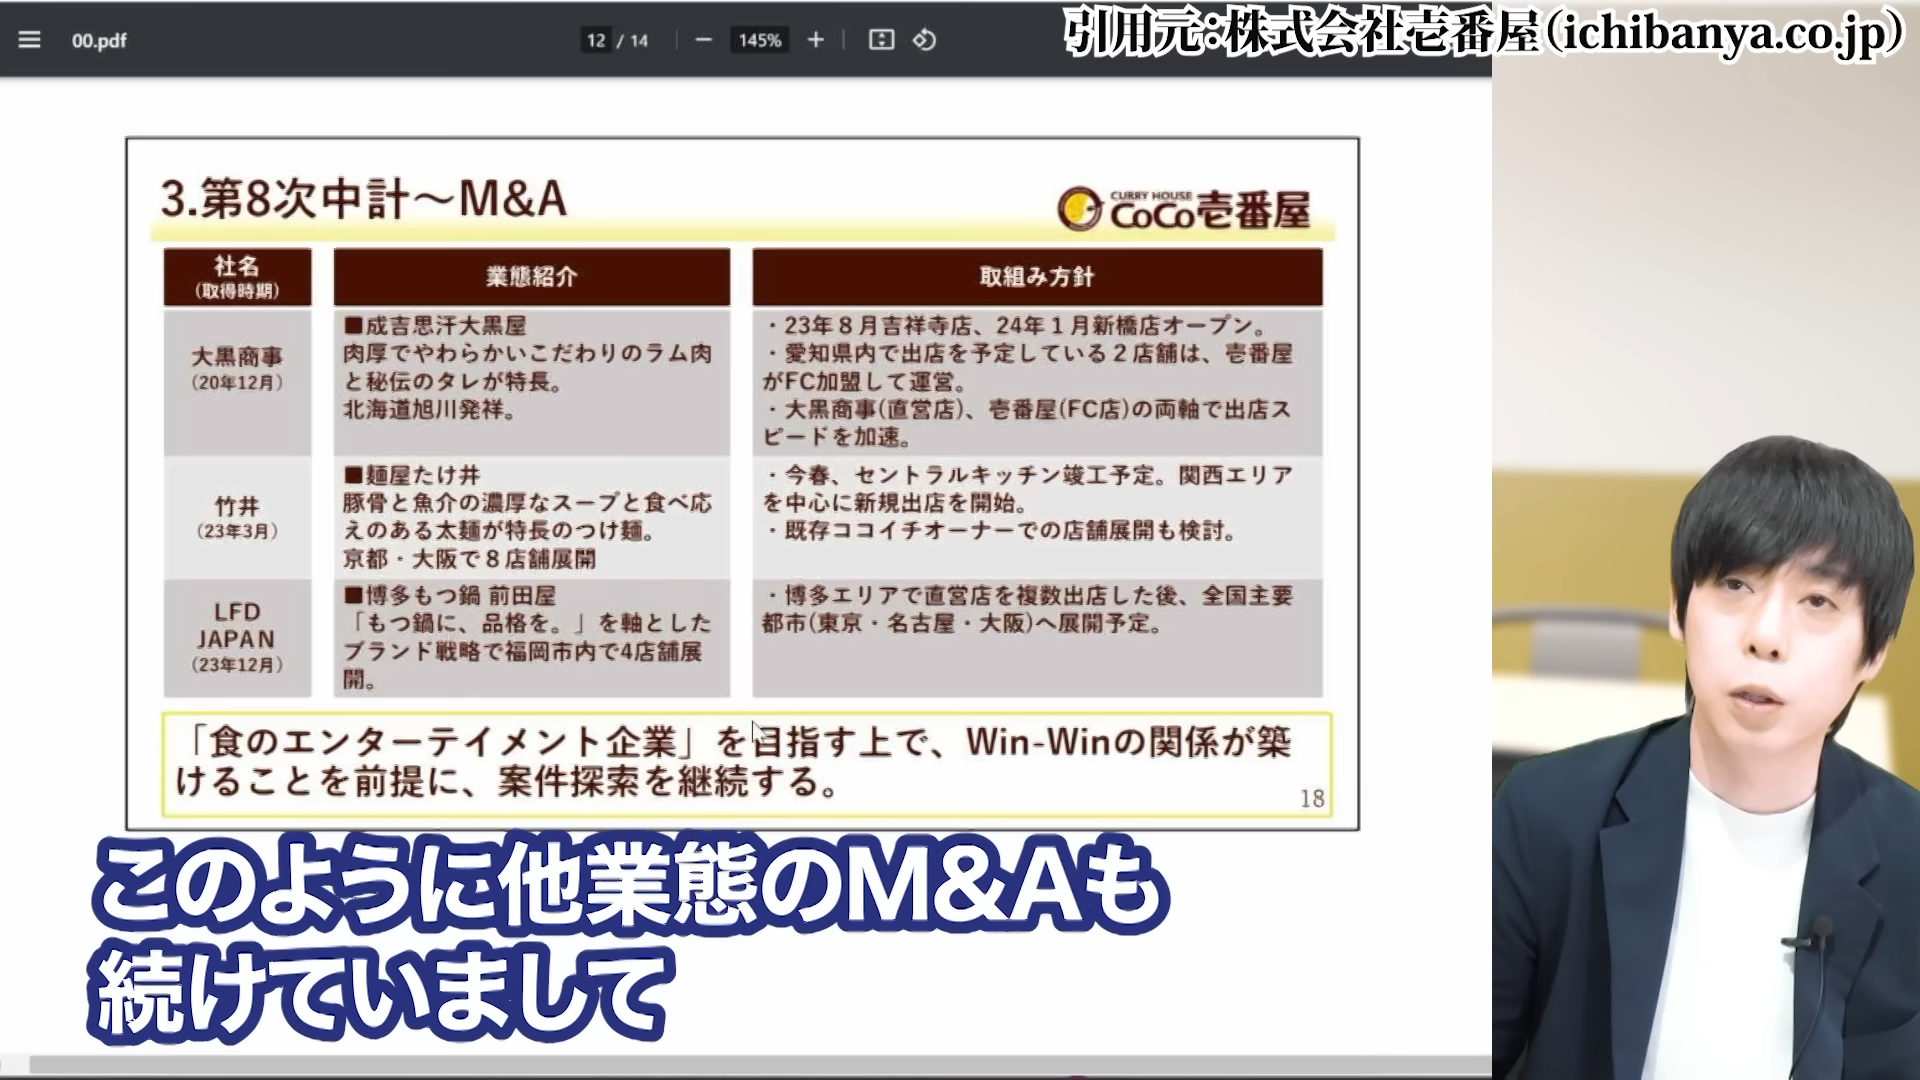 00.pdf
12 / 14
145%
引用元:株式会社壱番屋(ichibanya.co.jp)
3.第8次中計～M&A
CURRY HOUSE
CoCo壱番屋
社名
(取得時期)
業態紹介
取組み方針
大黒商事
(20年12月)
■成吉思汗大黒屋
肉厚でやわらかいこだわりのラム肉
と秘伝のタレが特長。
北海道旭川発祥。
・23年８月吉祥寺店、24年１月新橋店オープン。
・愛知県内で出店を予定している２店舗は、壱番屋
がFC加盟して運営。
・大黒商事(直営店)、壱番屋(FC店)の両軸で出店ス
ピードを加速。
竹井
(23年3月)
■麺屋たけ井
豚骨と魚介の濃厚なスープと食べ応
えのある太麺が特長のつけ麺。
京都・大阪で８店舗展開
・今春、セントラルキッチン竣工予定。関西エリア
を中心に新規出店を開始。
・既存ココイチオーナーでの店舗展開も検討。
LFD
JAPAN
(23年12月)
■博多もつ鍋 前田屋
「もつ鍋に、品格を。」を軸とした
ブランド戦略で福岡市内で4店舗展
開。
・博多エリアで直営店を複数出店した後、全国主要
都市(東京・名古屋・大阪)へ展開予定。
「食のエンターテイメント企業」を目指す上で、Win-Winの関係が築
けることを前提に、案件探索を継続する。
18
このように他業態のM&Aも
続けていまして